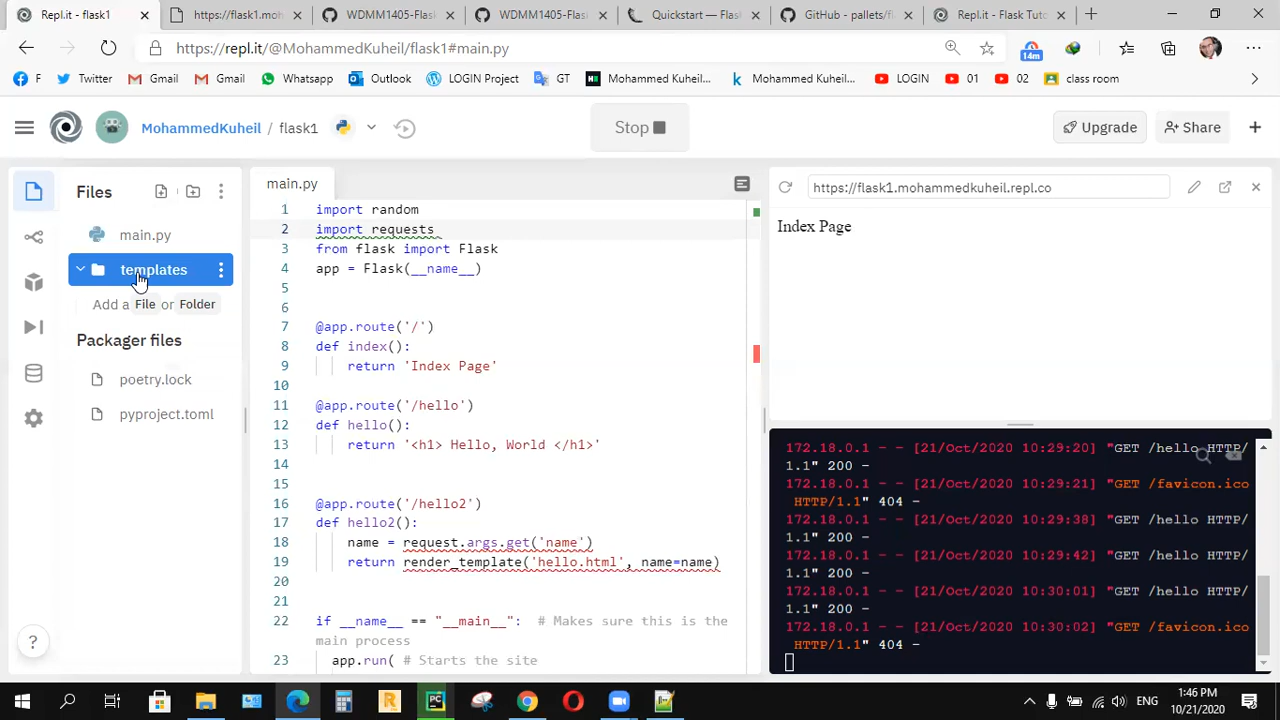 Repl.it - flask1
https://flask1.moh
WDMM1405-Flask
WDMM1405-Flask
Quickstart — Flask
GitHub - pallets/f
Repl.it - Flask Tuto
https://repl.it/@MohammedKuheil/flask1#main.py
14m
F
Twitter
Gmail
Gmail
Whatsapp
Outlook
LOGIN Project
GT
Mohammed Kuheil...
Mohammed Kuheil...
LOGIN
01
02
class room
MohammedKuheil / flask1
Stop
Upgrade
Share
Files
main.py
templates
Add a File or Folder
Packager files
poetry.lock
pyproject.toml
?
main.py
1 import random
2 import requests
3 from flask import Flask
4 app = Flask(__name__)
5
6
7 @app.route('/')
8 def index():
9 return 'Index Page'
10
11 @app.route('/hello')
12 def hello():
13 return '<h1> Hello, World </h1>'
14
15
16 @app.route('/hello2')
17 def hello2():
18 name = request.args.get('name')
19 return render_template('hello.html', name=name)
20
21
22 if __name__ == "__main__": # Makes sure this is the
main process
23 app.run( # Starts the site
https://flask1.mohammedkuheil.repl.co
Index Page
172.18.0.1 - - [21/Oct/2020 10:29:20] "GET /hello HTTP/
1.1" 200 -
172.18.0.1 - - [21/Oct/2020 10:29:21] "GET /favicon.ico
HTTP/1.1" 404 -
172.18.0.1 - - [21/Oct/2020 10:29:38] "GET /hello HTTP/
1.1" 200 -
172.18.0.1 - - [21/Oct/2020 10:29:42] "GET /hello HTTP/
1.1" 200 -
172.18.0.1 - - [21/Oct/2020 10:30:01] "GET /hello HTTP/
1.1" 200 -
172.18.0.1 - - [21/Oct/2020 10:30:02] "GET /favicon.ico
HTTP/1.1" 404 -
ENG
1:46 PM
10/21/2020